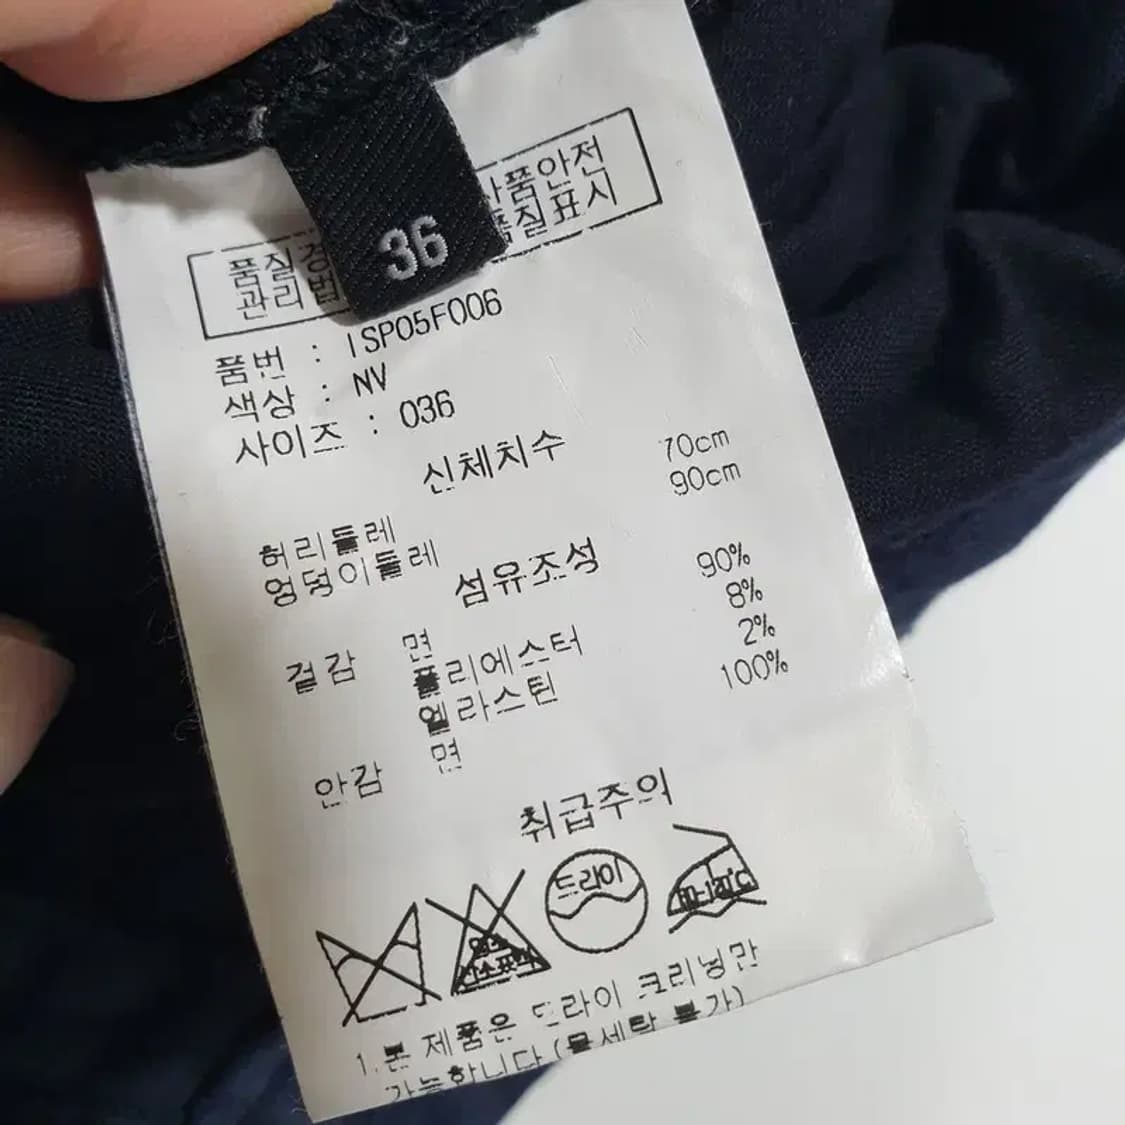 36
품질경 사품안전
관리법 품질표시
품번 : ISP05F006
색상 : NV
사이즈 : 036
신체치수
허리둘레 70cm
엉덩이둘레 90cm
섬유조성
겉감 면 90%
폴리에스터 8%
엘라스틴 2%
안감 면 100%
취급주의
드라이
1.본 제품은 드라이 크리닝만
가능합니다(물세탁 불가)